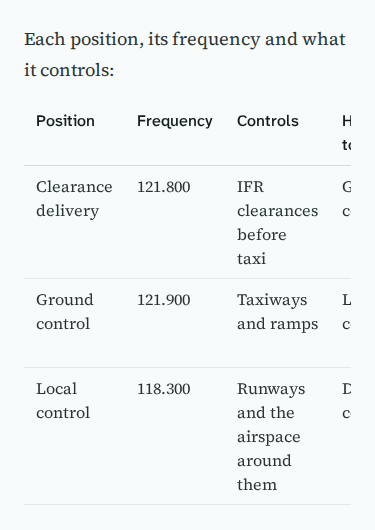 Each position, its frequency and what
it controls:
Position Frequency Controls
Clearance delivery 121.800 IFR clearances before taxi
Ground control 121.900 Taxiways and ramps
Local control 118.300 Runways and the airspace around them